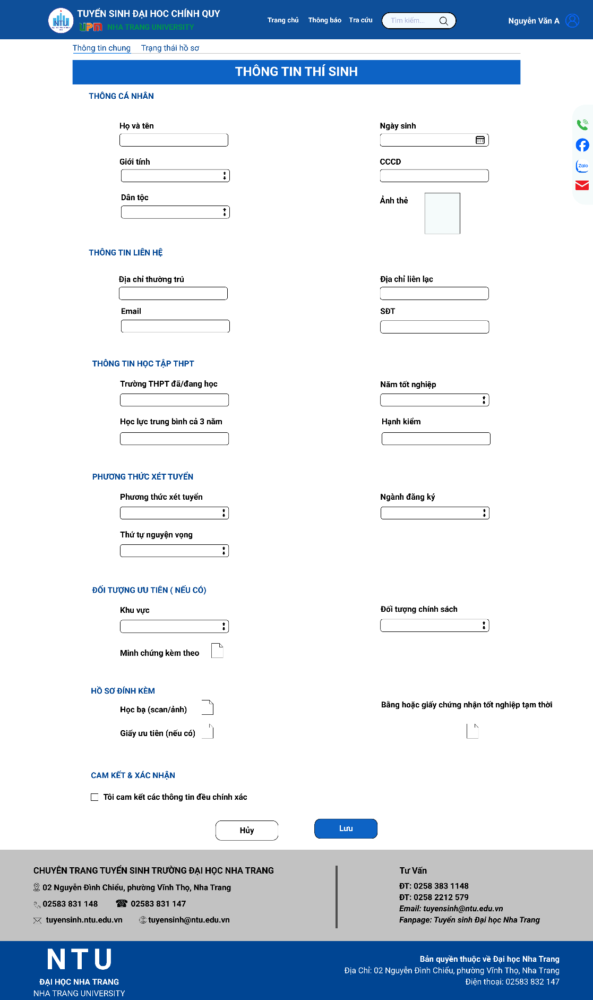 TUYỂN SINH ĐẠI HOC CHÍNH QUY
NTU
UPM NHA TRANG UNIVERSITY
Trang chủ Thông báo Tra cứu Tìm kiếm... Nguyễn Văn A
Thông tin chung Trạng thái hồ sơ
THÔNG TIN THÍ SINH
THÔNG CÁ NHÂN
Họ và tên Ngày sinh
Giới tính CCCD
Dân tộc Ảnh thẻ
Zalo
THÔNG TIN LIÊN HỆ
Địa chỉ thường trú Địa chỉ liên lạc
Email SĐT
THÔNG TIN HỌC TẬP THPT
Trường THPT đã/đang học Năm tốt nghiệp
Học lực trung bình cả 3 năm Hạnh kiểm
PHƯƠNG THỨC XÉT TUYỂN
Phương thức xét tuyển Ngành đăng ký
Thứ tự nguyện vọng
ĐỐI TƯỢNG ƯU TIÊN ( NẾU CÓ)
Khu vực Đối tượng chính sách
Minh chứng kèm theo
HỒ SƠ ĐÍNH KÈM
Học bạ (scan/ảnh) Bằng hoặc giấy chứng nhận tốt nghiệp tạm thời
Giấy ưu tiên (nếu có)
CAM KẾT & XÁC NHẬN
Tôi cam kết các thông tin đều chính xác
Hủy Lưu
CHUYÊN TRANG TUYỂN SINH TRƯỜNG ĐẠI HỌC NHA TRANG
02 Nguyễn Đình Chiểu, phường Vĩnh Thọ, Nha Trang
02583 831 148 02583 831 147
tuyensinh.ntu.edu.vn tuyensinh@ntu.edu.vn
Tư Vấn
ĐT: 0258 383 1148
ĐT: 0258 2212 579
Email: tuyensinh@ntu.edu.vn
Fanpage: Tuyển sinh Đại học Nha Trang
NTU
ĐẠI HỌC NHA TRANG
NHA TRANG UNIVERSITY
Bản quyền thuộc về Đại học Nha Trang
Địa Chỉ: 02 Nguyễn Đình Chiểu, phường Vĩnh Thọ, Nha Trang
Điện thoại: 02583 832 147